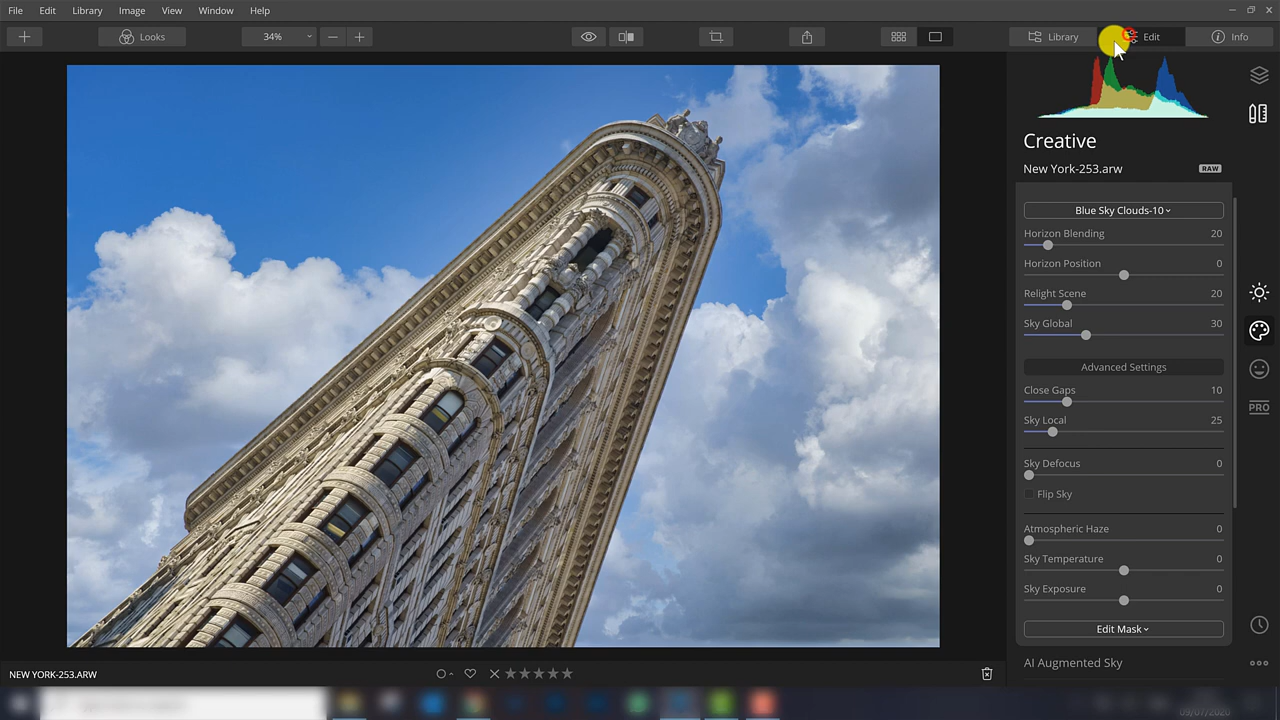 File Edit Library Image View Window Help
Looks 34% Library Edit Info
Creative
New York-253.arw RAW
Blue Sky Clouds-10
Horizon Blending 20
Horizon Position 0
Relight Scene 20
Sky Global 30
Advanced Settings
Close Gaps 10
Sky Local 25
Sky Defocus 0
Flip Sky
Atmospheric Haze 0
Sky Temperature 0
Sky Exposure 0
Edit Mask
AI Augmented Sky
PRO
NEW YORK-253.ARW